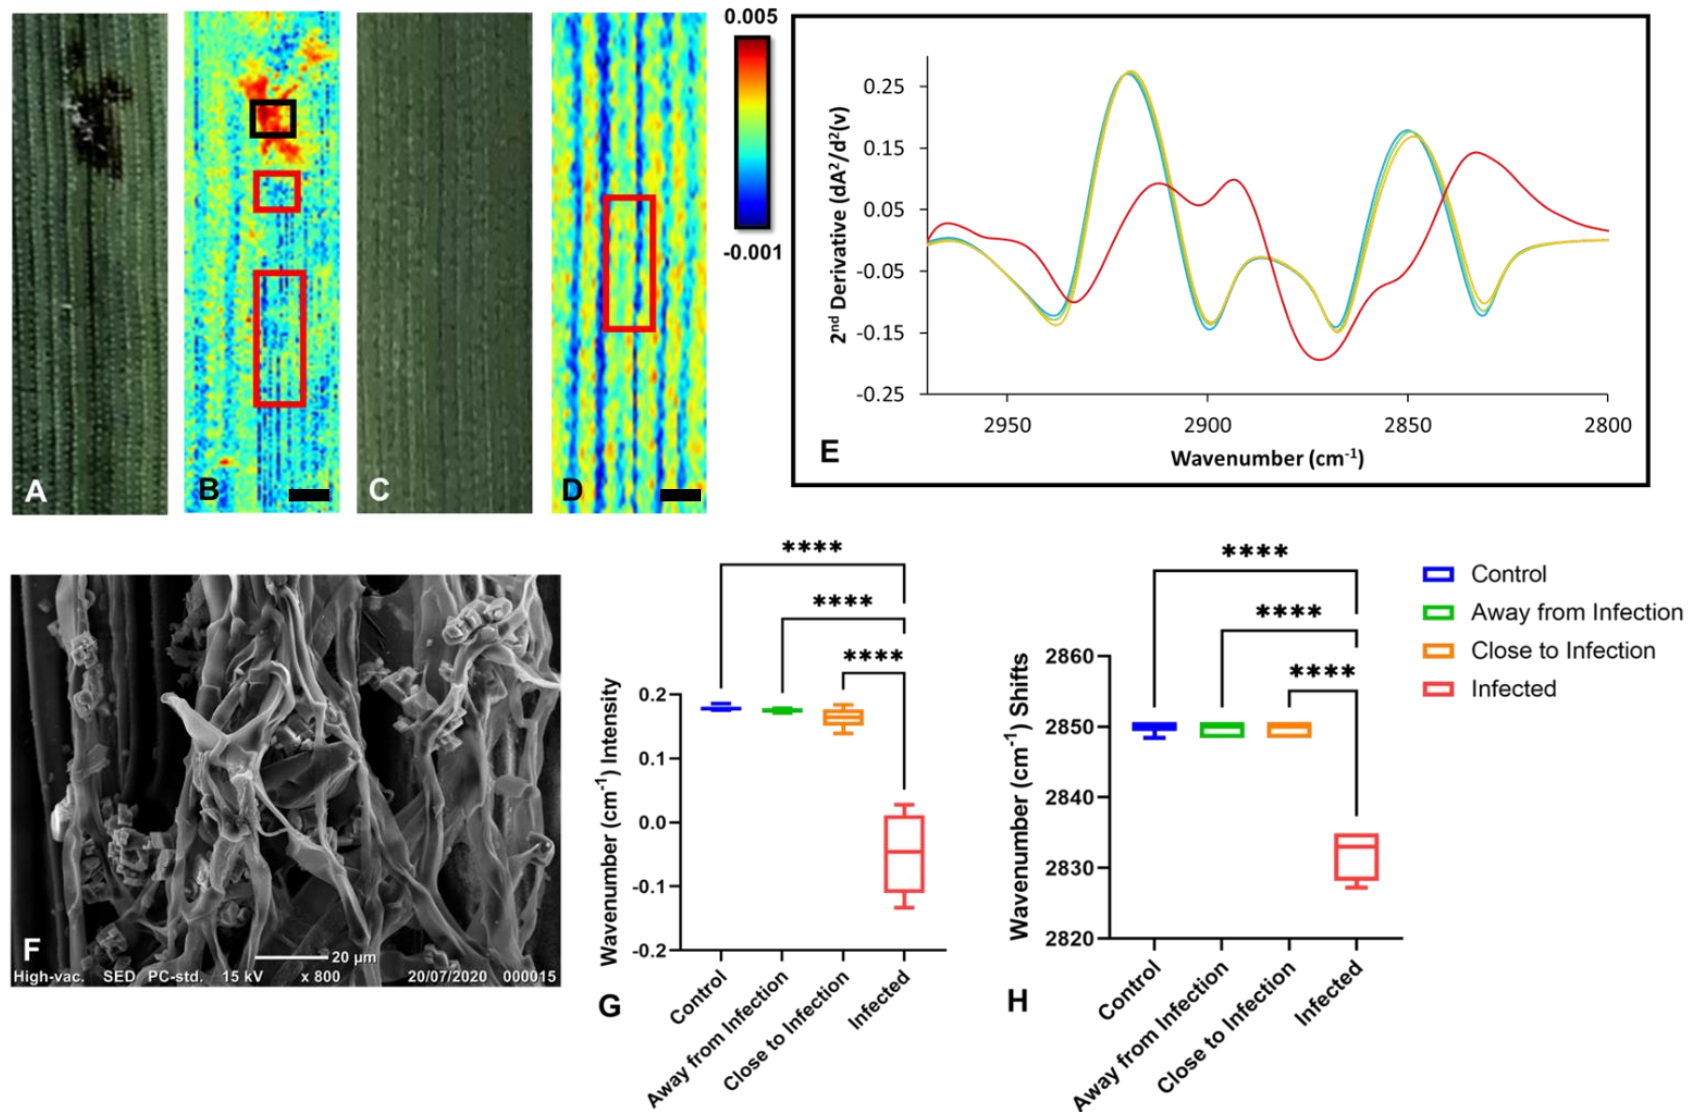 A
B
C
D
0.005
-0.001
2nd Derivative (dA2/d2(v)
0.25
0.15
0.05
-0.05
-0.15
-0.25
2950
2900
2850
2800
Wavenumber (cm-1)
E
F
20 µm
High-vac. SED PC-std. 15 kV x 800 20/07/2020 000015
****
****
****
Wavenumber (cm-1) Intensity
0.2
0.1
0.0
-0.1
-0.2
Control
Away from Infection
Close to Infection
Infected
G
****
****
****
Wavenumber (cm-1) Shifts
2860
2850
2840
2830
2820
Control
Away from Infection
Close to Infection
Infected
H
Control
Away from Infection
Close to Infection
Infected